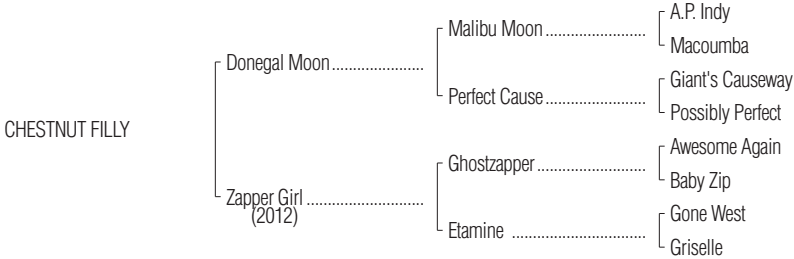 A.P. Indy
Malibu Moon ........................
Macoumba
Donegal Moon......................
Giant's Causeway
Perfect Cause........................
Possibly Perfect
CHESTNUT FILLY
Awesome Again
Ghostzapper..........................
Baby Zip
Zapper Girl ............................
(2012)
Gone West
Etamine ................................
Griselle